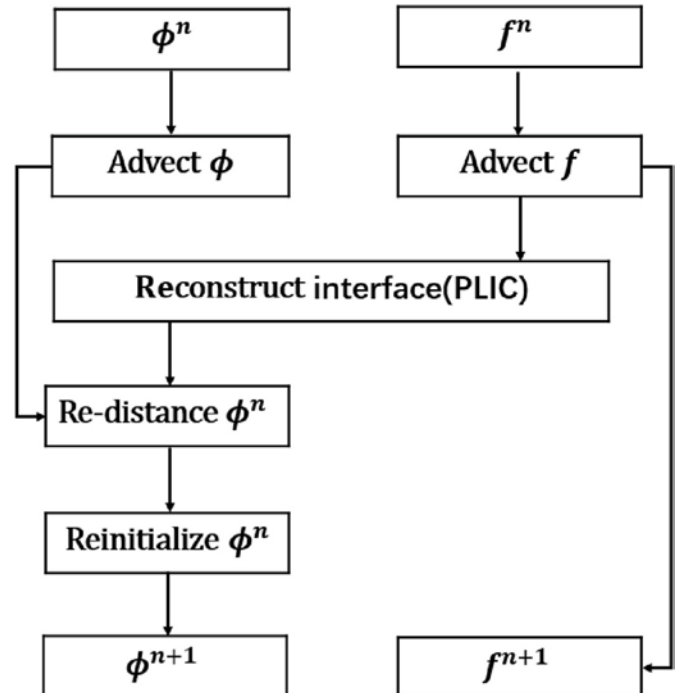 ϕⁿ
fⁿ
Advect ϕ
Advect f
Reconstruct interface(PLIC)
Re-distance ϕⁿ
Reinitialize ϕⁿ
ϕⁿ⁺¹
fⁿ⁺¹